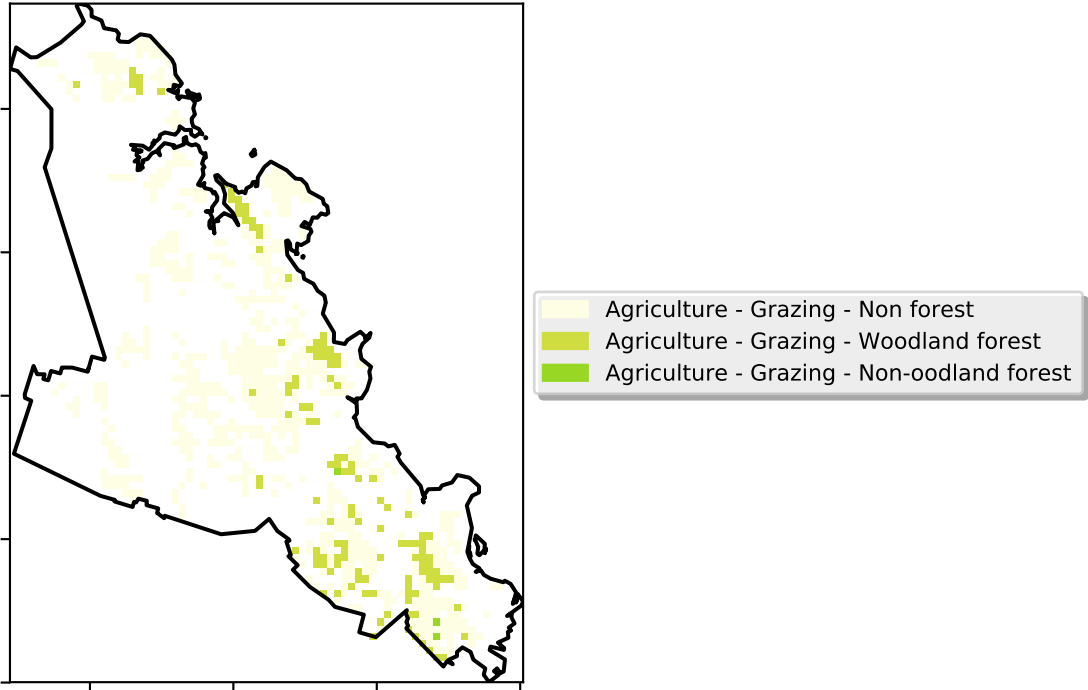 Agriculture - Grazing - Non forest
Agriculture - Grazing - Woodland forest
Agriculture - Grazing - Non-oodland forest